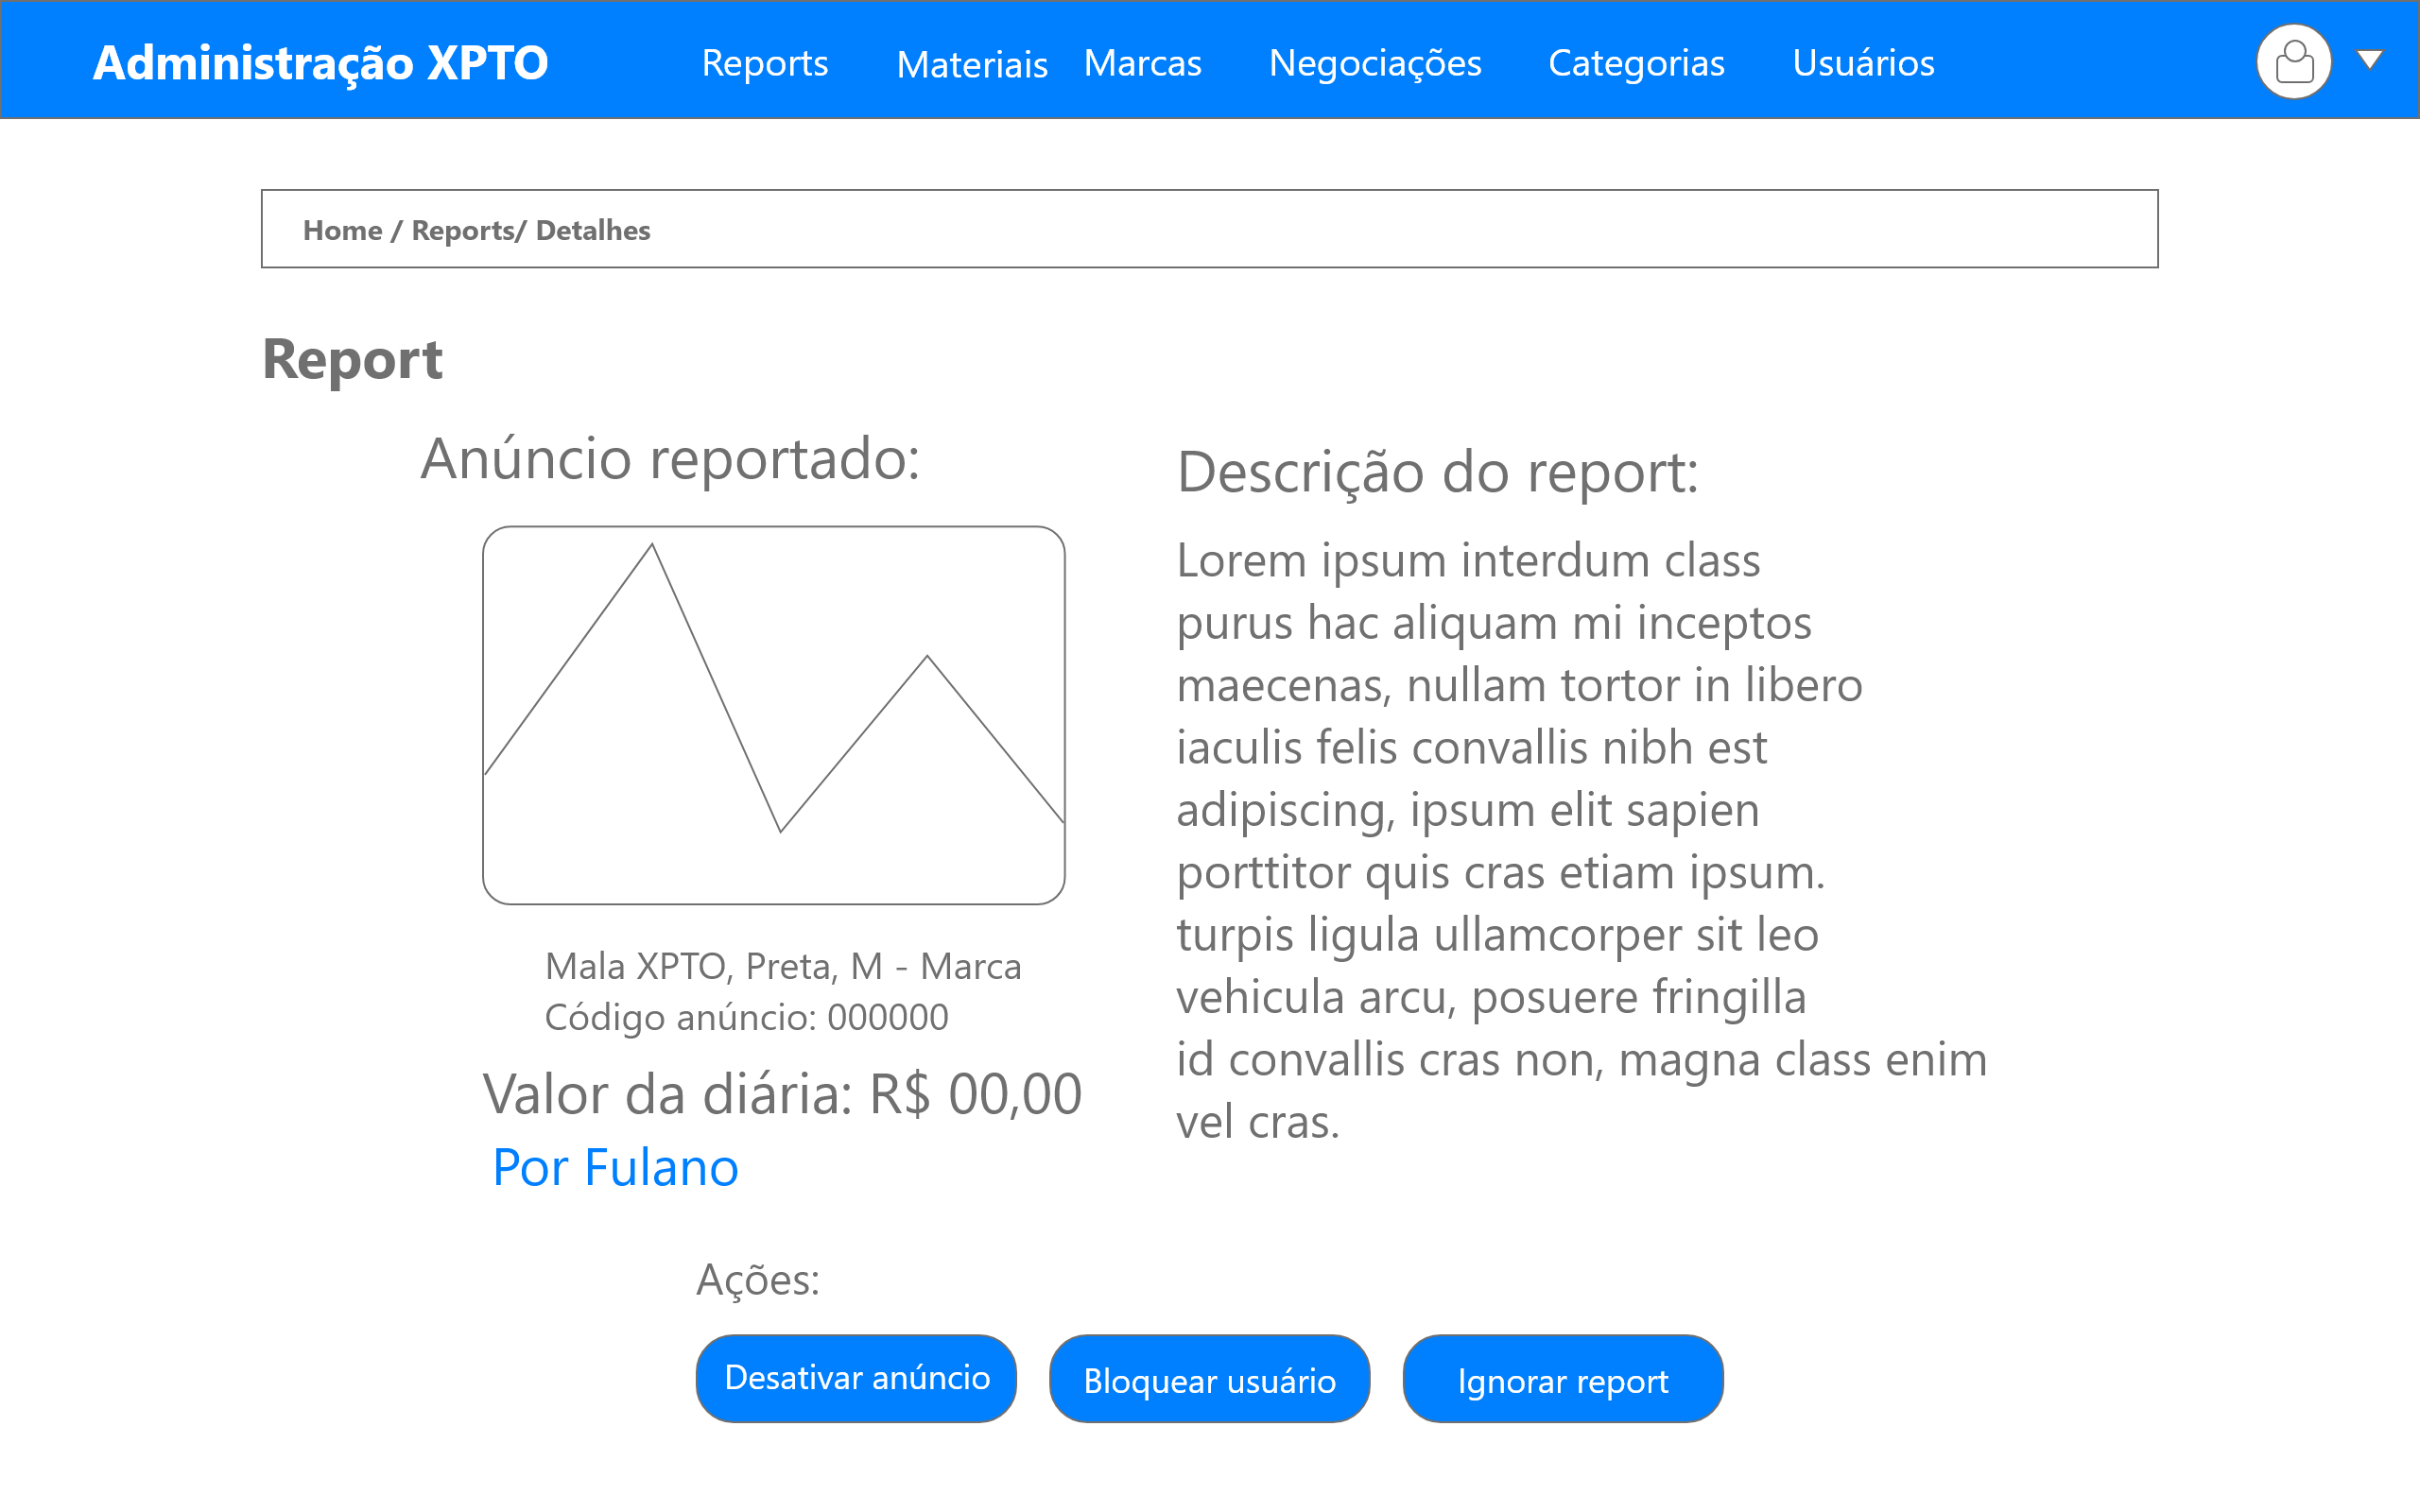 Administração XPTO
Reports
Materiais
Marcas
Negociações
Categorias
Usuários
Home / Reports/ Detalhes
Report
Anúncio reportado:
Mala XPTO, Preta, M - Marca
Código anúncio: 000000
Valor da diária: R$ 00,00
Por Fulano
Descrição do report:
Lorem ipsum interdum class
purus hac aliquam mi inceptos
maecenas, nullam tortor in libero
iaculis felis convallis nibh est
adipiscing, ipsum elit sapien
porttitor quis cras etiam ipsum.
turpis ligula ullamcorper sit leo
vehicula arcu, posuere fringilla
id convallis cras non, magna class enim
vel cras.
Ações:
Desativar anúncio
Bloquear usuário
Ignorar report